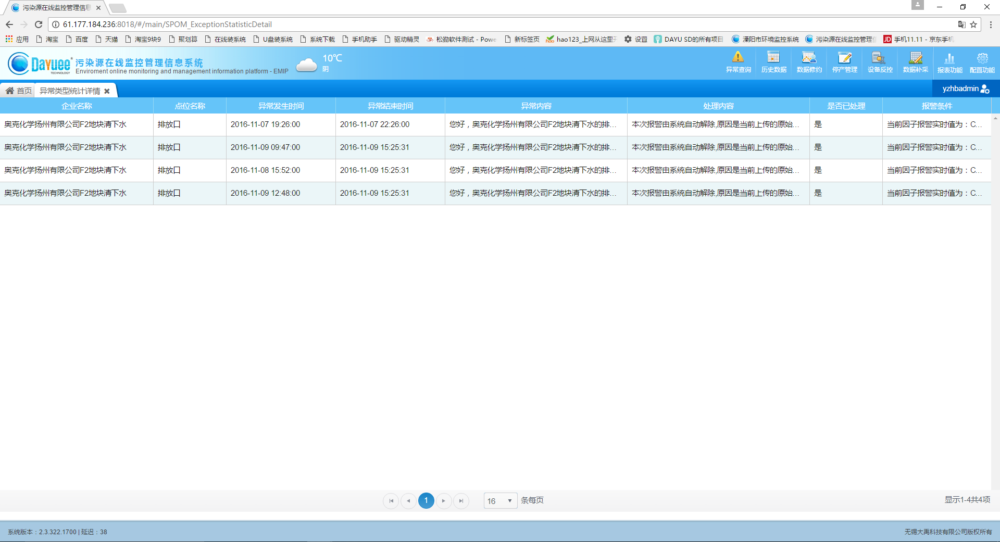 污染源在线监控管理信息
61.177.184.236:8018/#/main/SPOM_ExceptionStatisticDetail
应用 淘宝 百度 天猫 淘宝9块9 聚划算 在线装系统 U盘装系统 系统下载 手机助手 驱动精灵 松勤软件测试 - Powe 新标签页 hao123_上网从这里 设置 DAYU SD的所有项目 溧阳市环境监控系统 污染源在线监控管理信 JD 手机11.11 - 京东手机
Dayuee TECHNOLOGY
污染源在线监控管理信息系统
Enviroment online monitoring and management information platform - EMIP
10℃
阴
异常查询 历史数据 数据修约 停产管理 设备反控 数据补采 报表功能 配置功能
首页 异常类型统计详情 yzhbadmin
企业名称 点位名称 异常发生时间 异常结束时间 异常内容 处理内容 是否已处理 报警条件
奥克化学扬州有限公司F2地块清下水 排放口 2016-11-07 19:26:00 2016-11-07 22:26:00 您好，奥克化学扬州有限公司F2地块清下水的排... 本次报警由系统自动解除,原因是当前上传的原始... 是 当前因子报警实时值为：C...
奥克化学扬州有限公司F2地块清下水 排放口 2016-11-09 09:47:00 2016-11-09 15:25:31 您好，奥克化学扬州有限公司F2地块清下水的排... 本次报警由系统自动解除,原因是当前上传的原始... 是 当前因子报警实时值为：C...
奥克化学扬州有限公司F2地块清下水 排放口 2016-11-08 15:52:00 2016-11-09 15:25:31 您好，奥克化学扬州有限公司F2地块清下水的排... 本次报警由系统自动解除,原因是当前上传的原始... 是 当前因子报警实时值为：C...
奥克化学扬州有限公司F2地块清下水 排放口 2016-11-09 12:48:00 2016-11-09 15:25:31 您好，奥克化学扬州有限公司F2地块清下水的排... 本次报警由系统自动解除,原因是当前上传的原始... 是 当前因子报警实时值为：C...
1 16 条每页 显示1-4共4项
系统版本：2.3.322.1700 | 延迟：38 无锡大禹科技有限公司版权所有